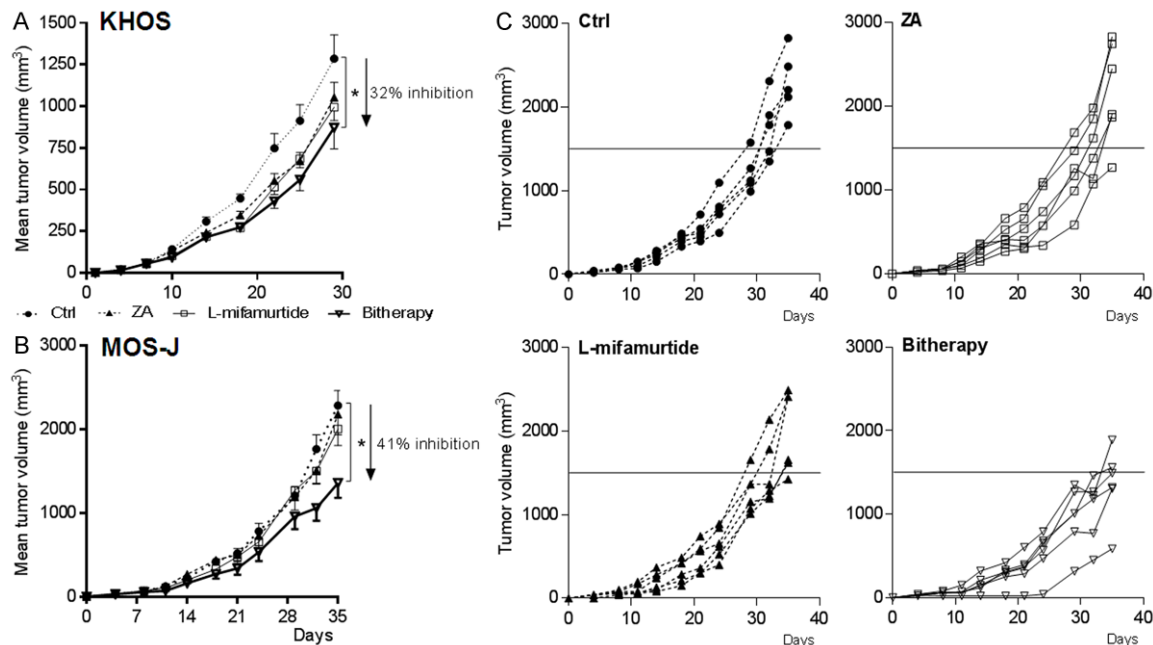 A KHOS
Mean tumor volume (mm3)
1500
1250
1000
750
500
250
0
0 10 20 30
* 32% inhibition
Ctrl ZA L-mifamurtide Bitherapy
B MOS-J
Mean tumor volume (mm3)
3000
2000
1000
0
0 7 14 21 28 35
Days
* 41% inhibition
C Ctrl
Tumor volume (mm3)
3000
2000
1000
0
0 10 20 30 40
Days
ZA
3000
2000
1000
0
0 10 20 30 40
Days
L-mifamurtide
Tumor volume (mm3)
3000
2000
1000
0
0 10 20 30 40
Days
Bitherapy
3000
2000
1000
0
0 10 20 30 40
Days